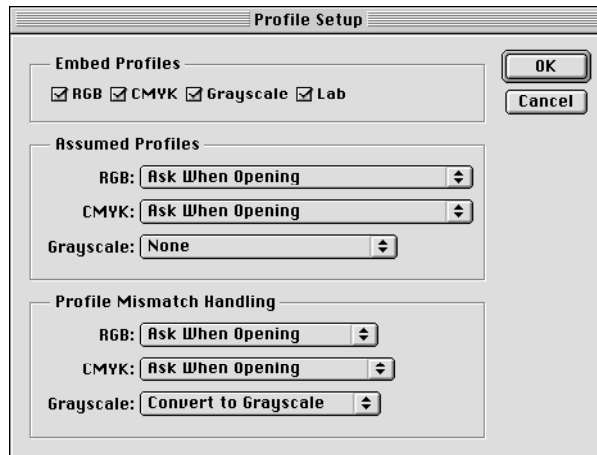 Profile Setup
Embed Profiles
RGB CMYK Grayscale Lab
OK
Cancel
Assumed Profiles
RGB: Ask When Opening
CMYK: Ask When Opening
Grayscale: None
Profile Mismatch Handling
RGB: Ask When Opening
CMYK: Ask When Opening
Grayscale: Convert to Grayscale